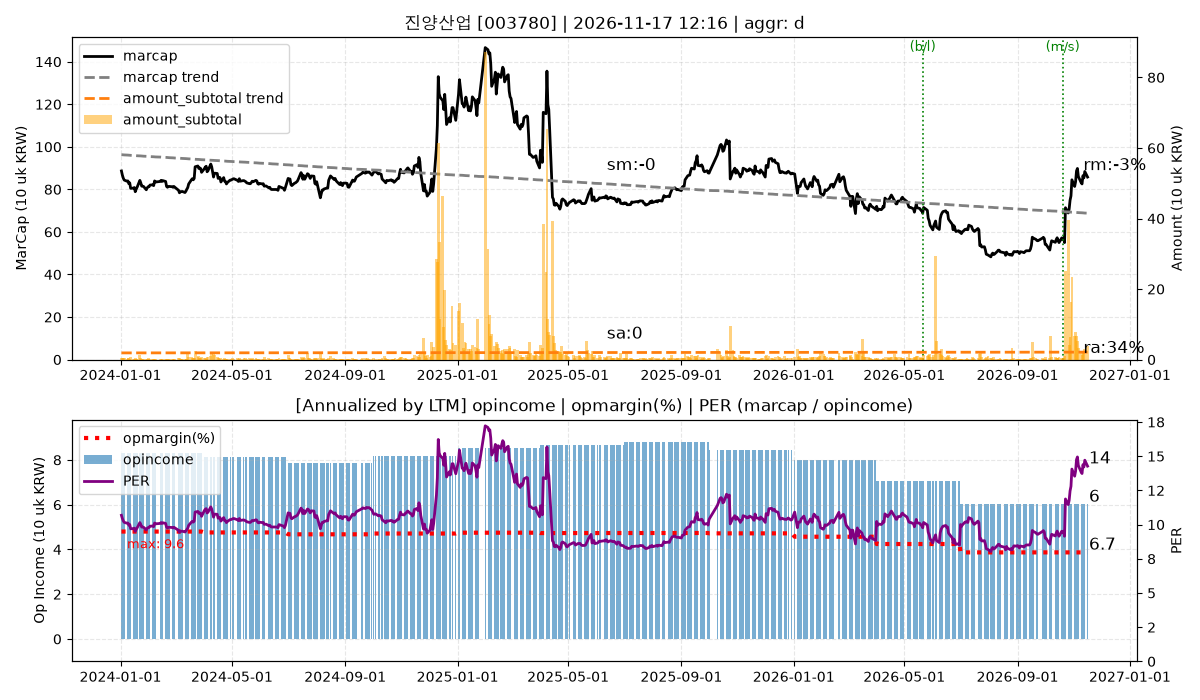 진양산업 [003780] | 2026-11-17 12:16 | aggr: d
marcap
marcap trend
amount_subtotal trend
amount_subtotal
(b/l)
(m/s)
sm:-0
rm:-3%
sa:0
ra:34%
MarCap (10 uk KRW)
Amount (10 uk KRW)
140
120
100
80
60
40
20
0
80
60
40
20
0
2024-01-01
2024-05-01
2024-09-01
2025-01-01
2025-05-01
2025-09-01
2026-01-01
2026-05-01
2026-09-01
2027-01-01
[Annualized by LTM] opincome | opmargin(%) | PER (marcap / opincome)
opmargin(%)
opincome
PER
max: 9.6
14
6
6.7
Op Income (10 uk KRW)
PER
8
6
4
2
0
18
15
12
10
8
5
2
0
2024-01-01
2024-05-01
2024-09-01
2025-01-01
2025-05-01
2025-09-01
2026-01-01
2026-05-01
2026-09-01
2027-01-01